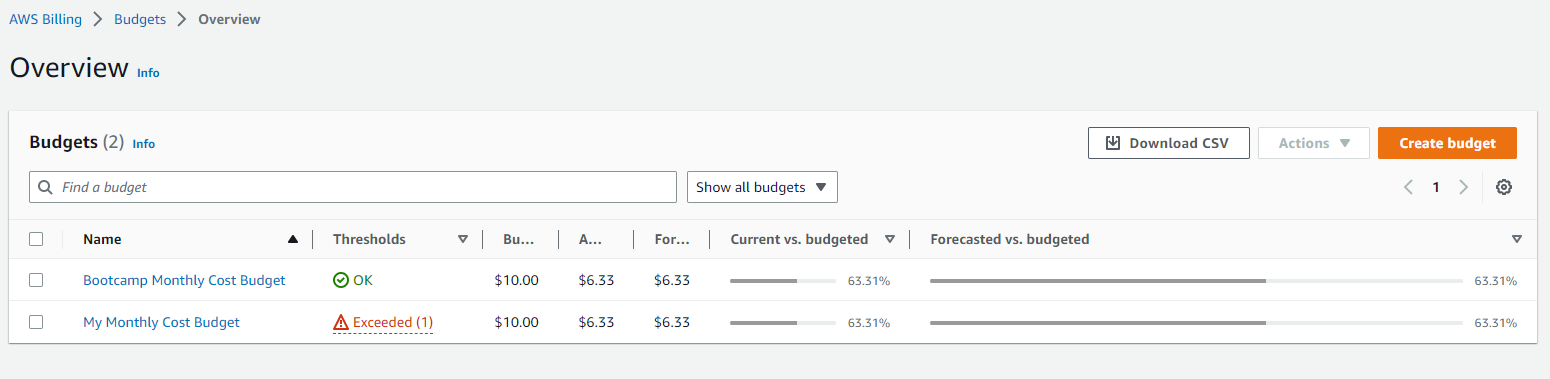 AWS Billing > Budgets > Overview
Overview Info
Budgets (2) Info Download CSV Actions Create budget
Find a budget Show all budgets 1
Name Thresholds Bu... A... For... Current vs. budgeted Forecasted vs. budgeted
Bootcamp Monthly Cost Budget OK $10.00 $6.33 $6.33 63.31% 63.31%
My Monthly Cost Budget Exceeded (1) $10.00 $6.33 $6.33 63.31% 63.31%